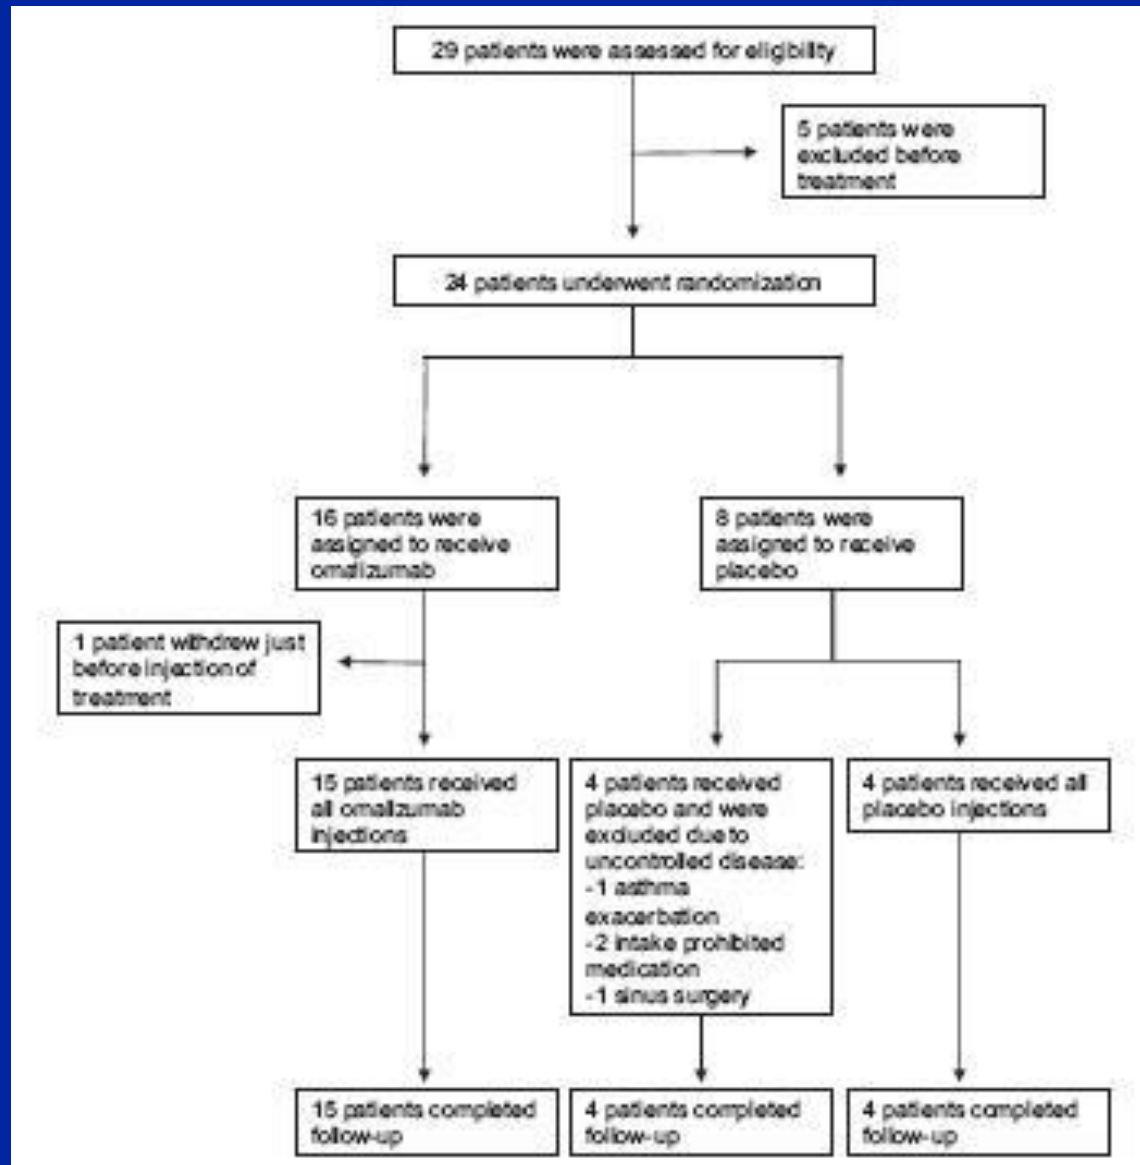 29 patients were assessed for eligibility
5 patients were
excluded before
treatment
24 patients underwent randomization
16 patients were
assigned to receive
omalizumab
8 patients were
assigned to receive
placebo
1 patient withdrew just
before injection of
treatment
15 patients received
all omalizumab
injections
4 patients received
placebo and were
excluded due to
uncontrolled disease:
-1 asthma
exacerbation
-2 intake prohibited
medication
-1 sinus surgery
4 patients received all
placebo injections
15 patients completed
follow-up
4 patients completed
follow-up
4 patients completed
follow-up